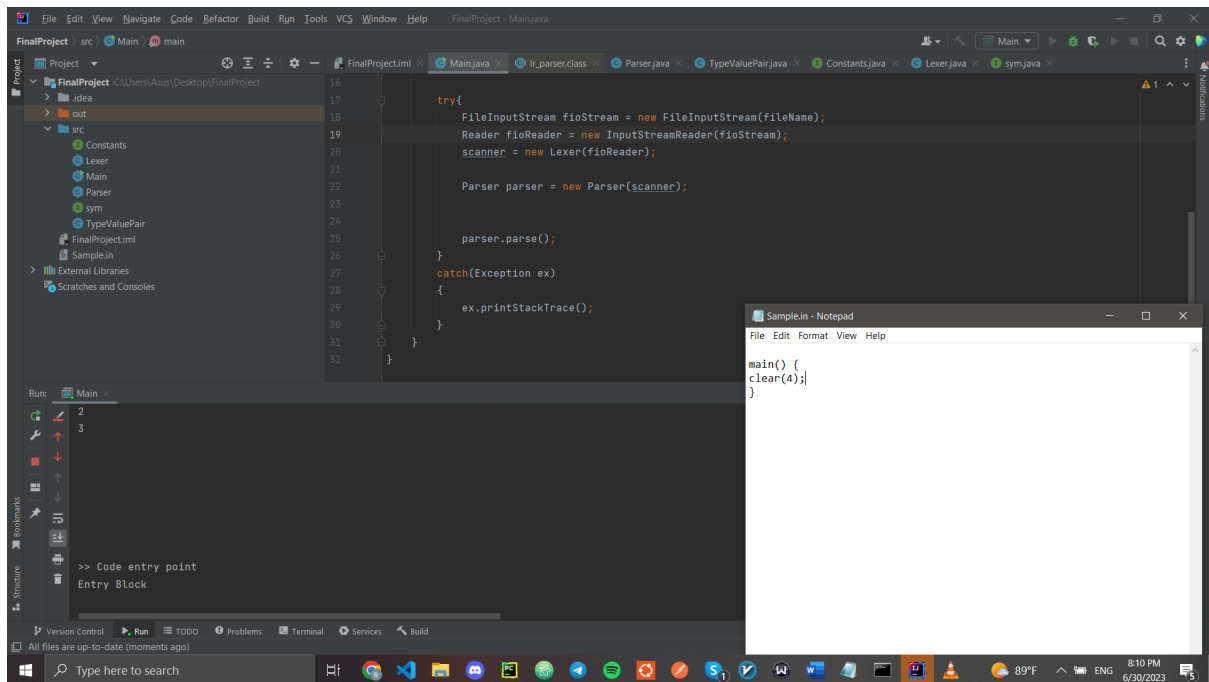 File Edit View Navigate Code Refactor Build Run Tools VCS Window Help FinalProject - Main.java
FinalProject src Main main
Main
Project
FinalProject.iml Main.java lr_parser.class Parser.java TypeValuePair.java Constants.java Lexer.java sym.java
Project
Notifications
FinalProject C:\Users\Asus\Desktop\FinalProject
.idea
out
src
Constants
Lexer
Main
Parser
sym
TypeValuePair
FinalProject.iml
Sample.in
External Libraries
Scratches and Consoles
1
16
17 try{
18 FileInputStream fioStream = new FileInputStream(fileName);
19 Reader fioReader = new InputStreamReader(fioStream);
20 scanner = new Lexer(fioReader);
21
22 Parser parser = new Parser(scanner);
23
24
25 parser.parse();
26 }
27 catch(Exception ex)
28 {
29 ex.printStackTrace();
30 }
31 }
32 }
Sample.in - Notepad
File Edit Format View Help
main() {
clear(4);
}
Run: Main
2
3
>> Code entry point
Entry Block
Bookmarks
Structure
Version Control Run TODO Problems Terminal Services Build
All files are up-to-date (moments ago)
Type here to search
89°F ENG
8:10 PM
6/30/2023